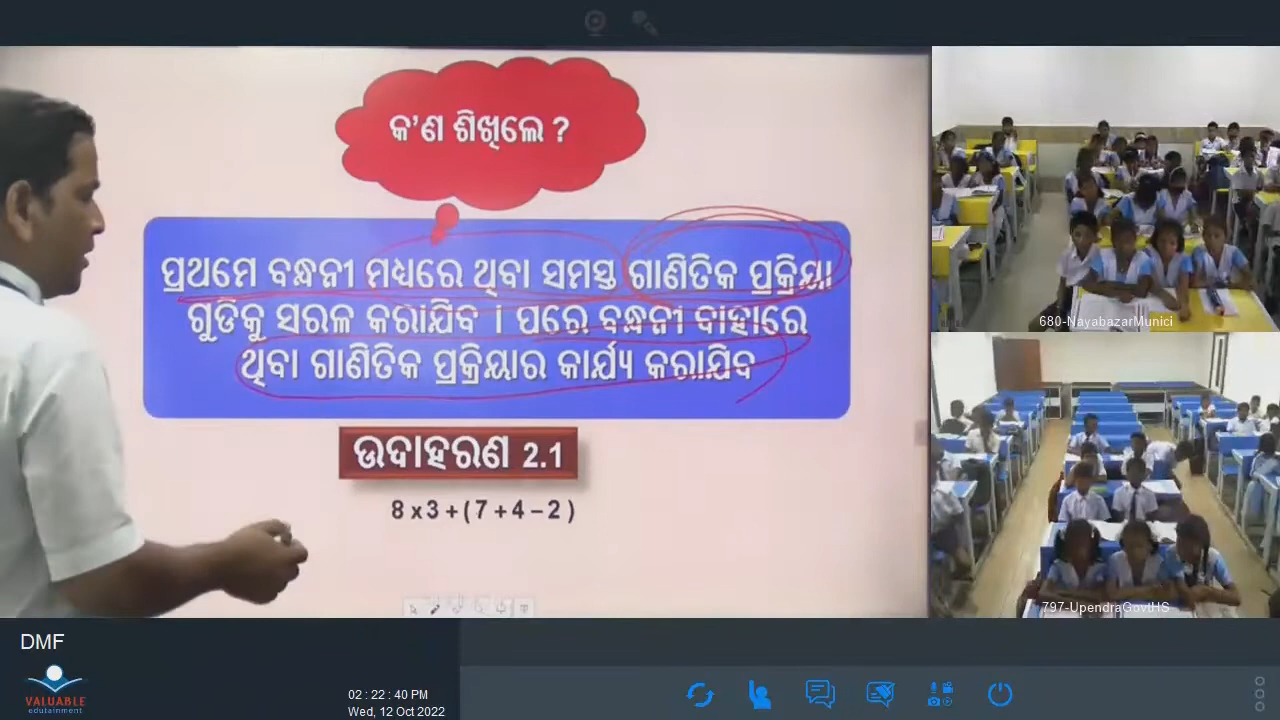 କ'ଣ ଶିଖିଲେ ?
ପ୍ରଥମେ ବନ୍ଧନୀ ମଧ୍ୟରେ ଥିବା ସମସ୍ତ ଗାଣିତିକ ପ୍ରକ୍ରିୟା
ଗୁଡିକୁ ସରଳ କରାଯିବ । ପରେ ବନ୍ଧନୀ ବାହାରେ
ଥିବା ଗାଣିତିକ ପ୍ରକ୍ରିୟାର କାର୍ଯ୍ୟ କରାଯିବ
ଉଦାହରଣ 2.1
8 x 3 + ( 7 + 4 – 2 )
680-NayabazarMunici
797-UpendraGovtHS
DMF
VALUABLE
edutainment
02 : 22 : 40 PM
Wed, 12 Oct 2022